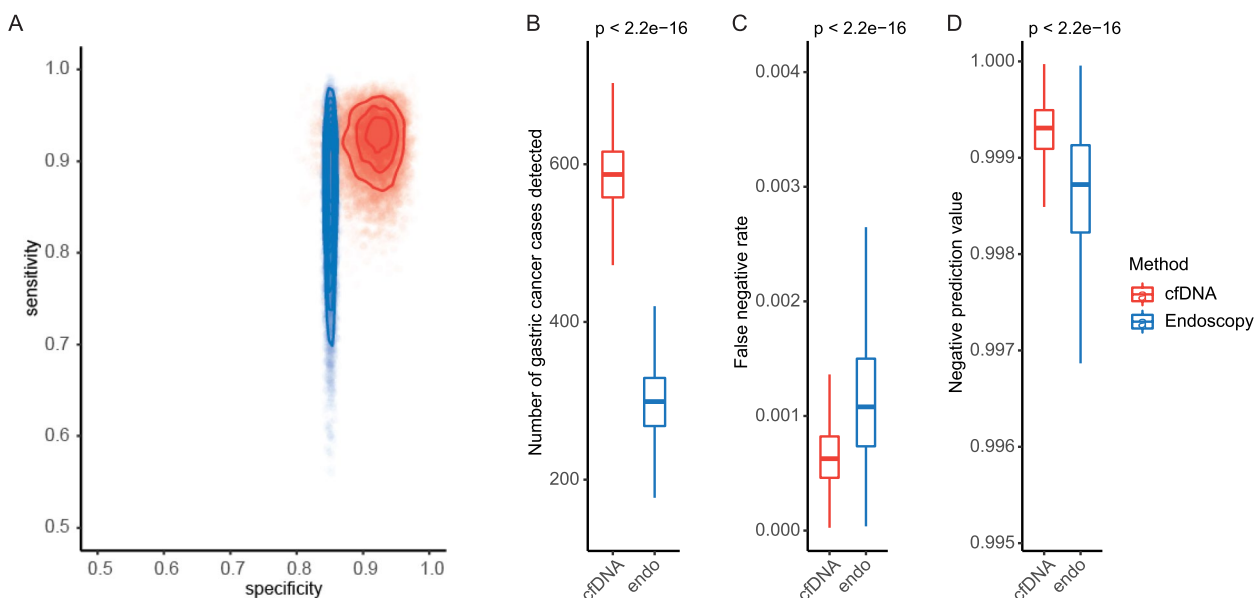 A
1.0
0.9
0.8
0.7
0.6
0.5
sensitivity
0.5
0.6
0.7
0.8
0.9
1.0
specificity
B
p < 2.2e−16
600
400
200
Number of gastric cancer cases detected
cfDNA
endo
C
p < 2.2e−16
0.004
0.003
0.002
0.001
0.000
False negative rate
cfDNA
endo
D
p < 2.2e−16
1.000
0.999
0.998
0.997
0.996
0.995
Negative prediction value
cfDNA
endo
Method
cfDNA
Endoscopy